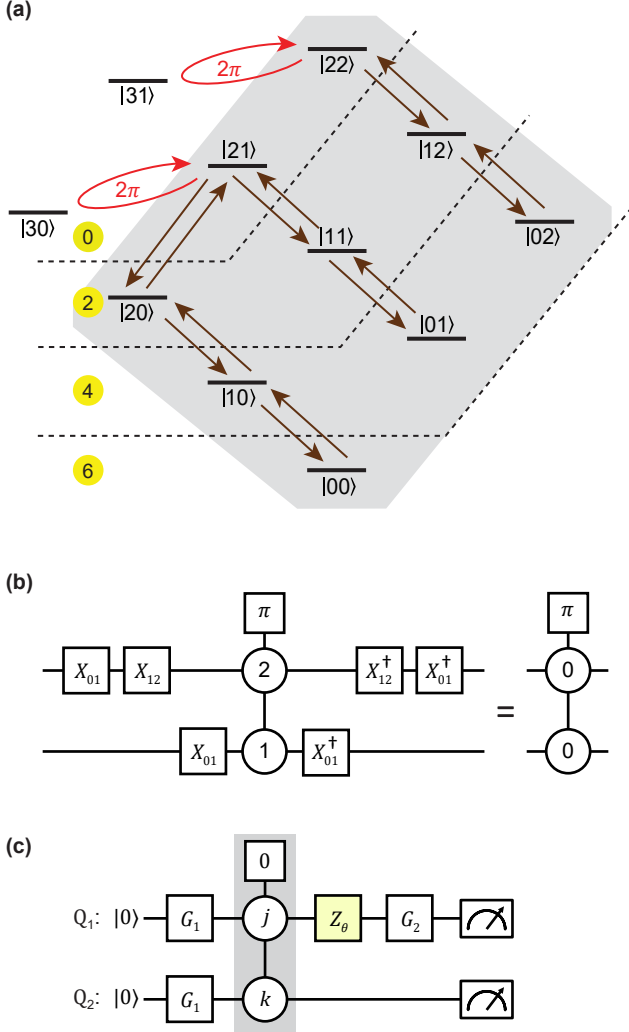 (a)
2π
|22⟩
|31⟩
|12⟩
|21⟩
2π
|02⟩
|30⟩
|11⟩
0
2
|20⟩
|01⟩
4
|10⟩
6
|00⟩
(b)
π
π
X₀₁ X₁₂ 2 X†₁₂ X†₀₁ 0
=
X₀₁ 1 X†₀₁ 0
(c)
0
Q₁: |0⟩ G₁ j Z_θ G₂
Q₂: |0⟩ G₁ k